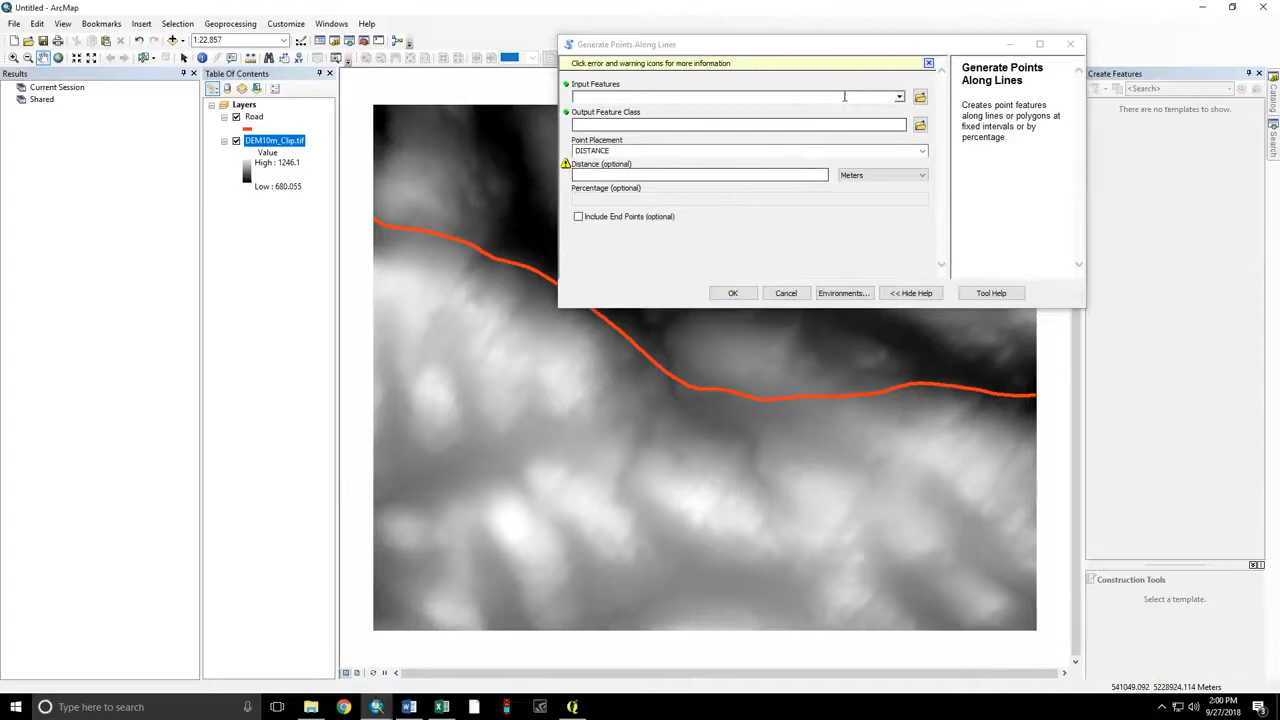 Untitled - ArcMap
File Edit View Bookmarks Insert Selection Geoprocessing Customize Windows Help
1:22,857
Results
Current Session
Shared
Table Of Contents
Layers
Road
DEM10m_Clip.tif
Value
High : 1246.1
Low : 680.055
Generate Points Along Lines
Click error and warning icons for more information
Input Features
Output Feature Class
Point Placement
DISTANCE
Distance (optional)
Meters
Percentage (optional)
Include End Points (optional)
OK Cancel Environments... << Hide Help Tool Help
Generate Points
Along Lines
Creates point features
along lines or polygons at
fixed intervals or by
percentage.
Create Features
<Search>
There are no templates to show.
Catalog
Search
Construction Tools
Select a template.
541049.092 5228924.114 Meters
Type here to search
2:00 PM
9/27/2018